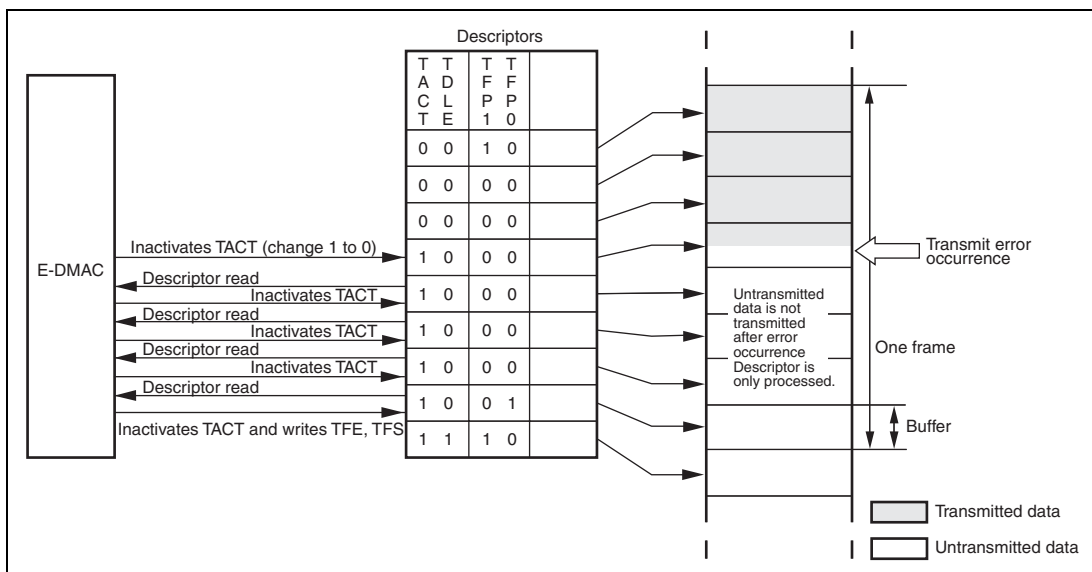 Descriptors
TACT TDLE TFP1 TFP0
0 0 1 0
0 0 0 0
0 0 0 0
1 0 0 0
1 0 0 0
1 0 0 0
1 0 0 0
1 0 0 1
1 1 1 0
E-DMAC
Inactivates TACT (change 1 to 0)
Descriptor read
Inactivates TACT
Descriptor read
Inactivates TACT
Descriptor read
Inactivates TACT
Descriptor read
Inactivates TACT and writes TFE, TFS
Transmit error
occurrence
Untransmitted
data is not
transmitted
after error
occurrence
Descriptor is
only processed.
One frame
Buffer
Transmitted data
Untransmitted data